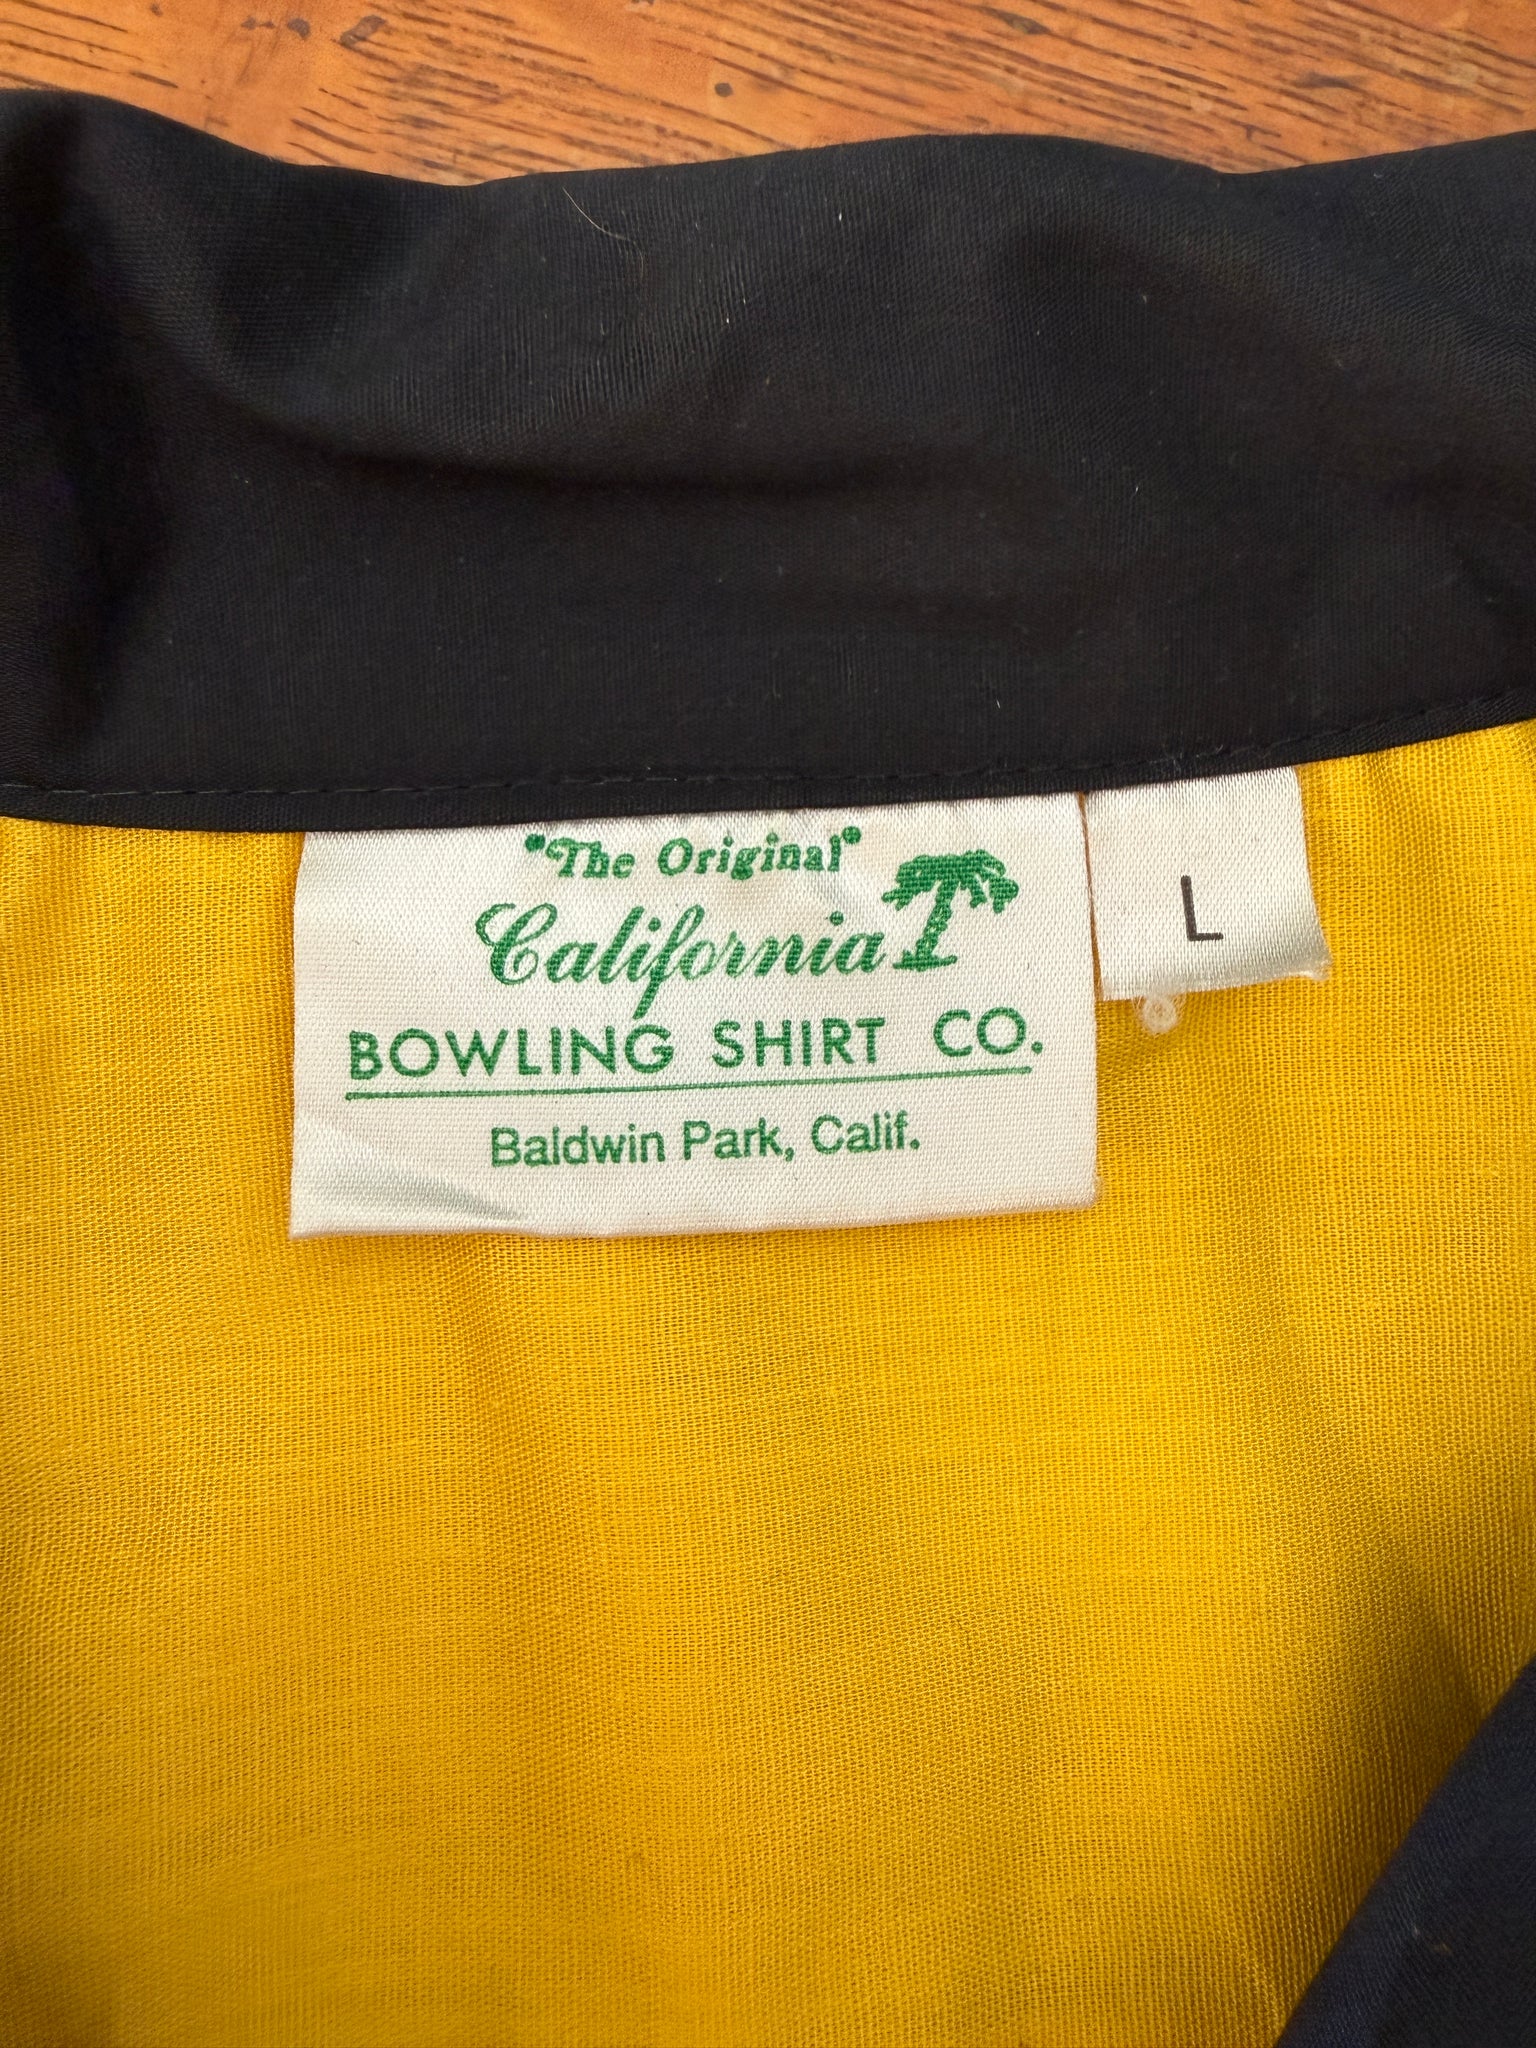 "The Original"
California
BOWLING SHIRT CO.
Baldwin Park, Calif.
L